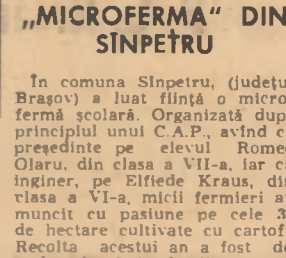 „MICROFERMA“ DIN
SÎNPETRU
În comuna Sînpetru, (județu
Brașov) a luat ființă o micro
fermă școlară. Organizată dup
principiul unui C.A.P., avînd c
președinte pe elevul Romeo
Olaru, din clasa a VII-a, iar c
inginer, pe Elfiede Kraus, di
clasa a VI-a, micii fermieri a
muncit cu pasiune pe cele 3
de hectare cultivate cu cartof
Recolta acestui an a fost d